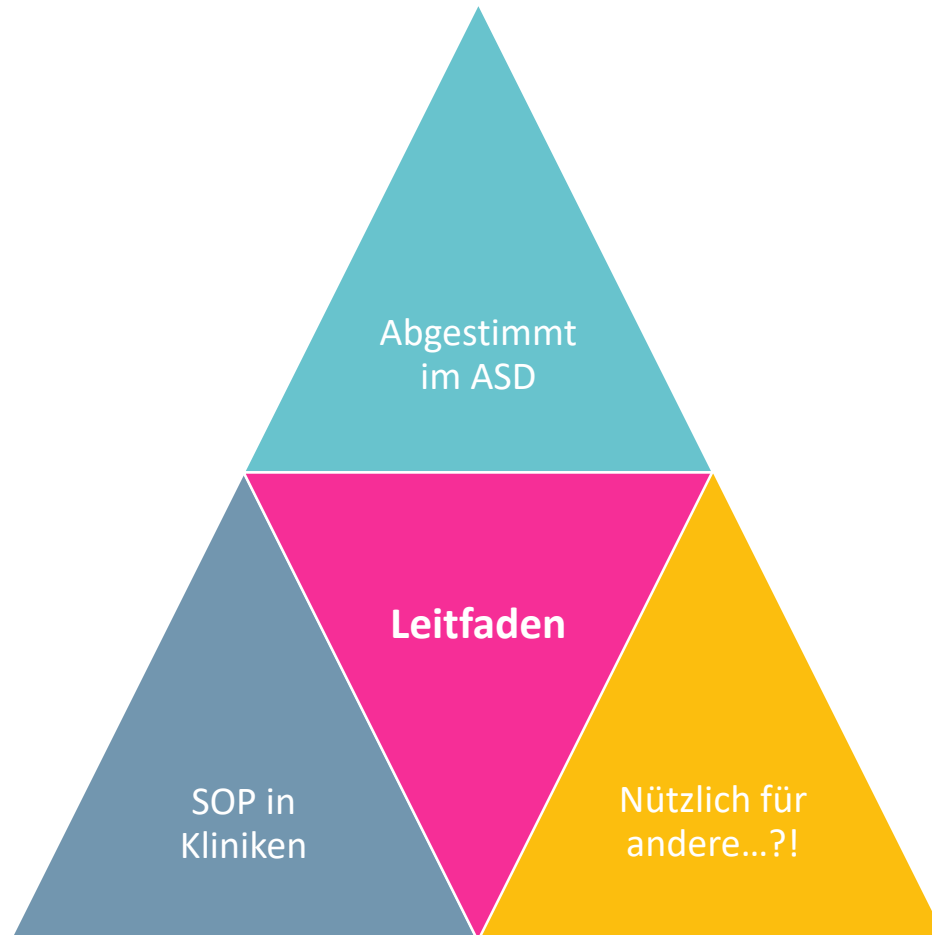 Abgestimmt
im ASD
Leitfaden
SOP in
Kliniken
Nützlich für
andere...?!